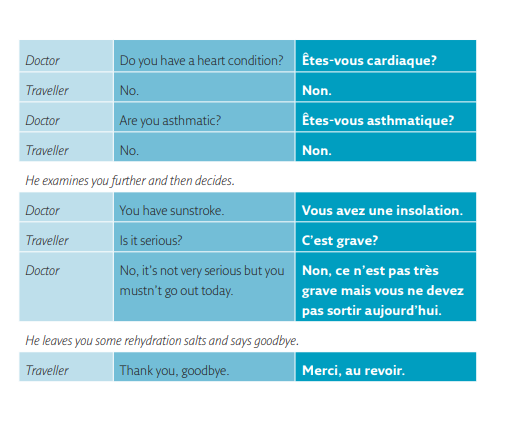 Doctor Do you have a heart condition? Êtes-vous cardiaque?
Traveller No. Non.
Doctor Are you asthmatic? Êtes-vous asthmatique?
Traveller No. Non.
He examines you further and then decides.
Doctor You have sunstroke. Vous avez une insolation.
Traveller Is it serious? C'est grave?
Doctor No, it's not very serious but you Non, ce n'est pas très
mustn't go out today. grave mais vous ne devez
pas sortir aujourd'hui.
He leaves you some rehydration salts and says goodbye.
Traveller Thank you, goodbye. Merci, au revoir.